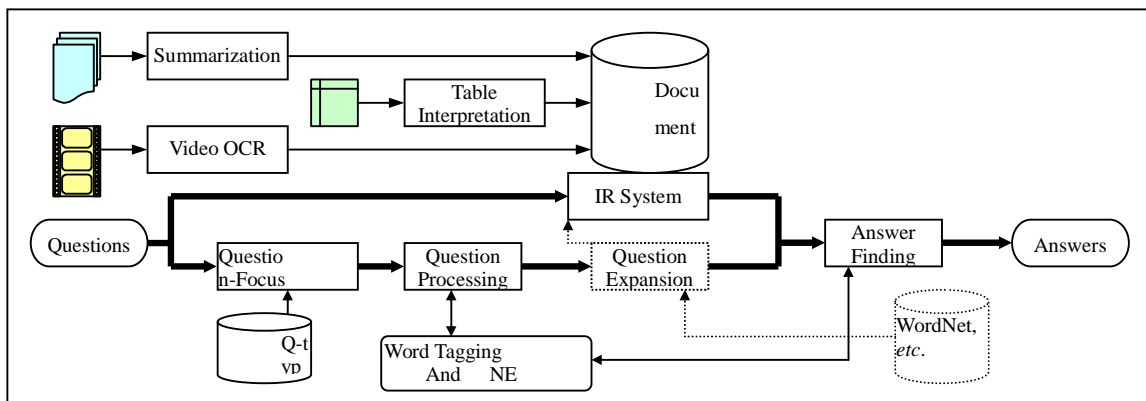 Summarization
Table
Interpretation
Docu
ment
Video OCR
IR System
Questions
Questio
n-Focus
Question
Processing
Question
Expansion
Answer
Finding
Answers
Q-t
yp
Word Tagging
And NE
WordNet,
etc.